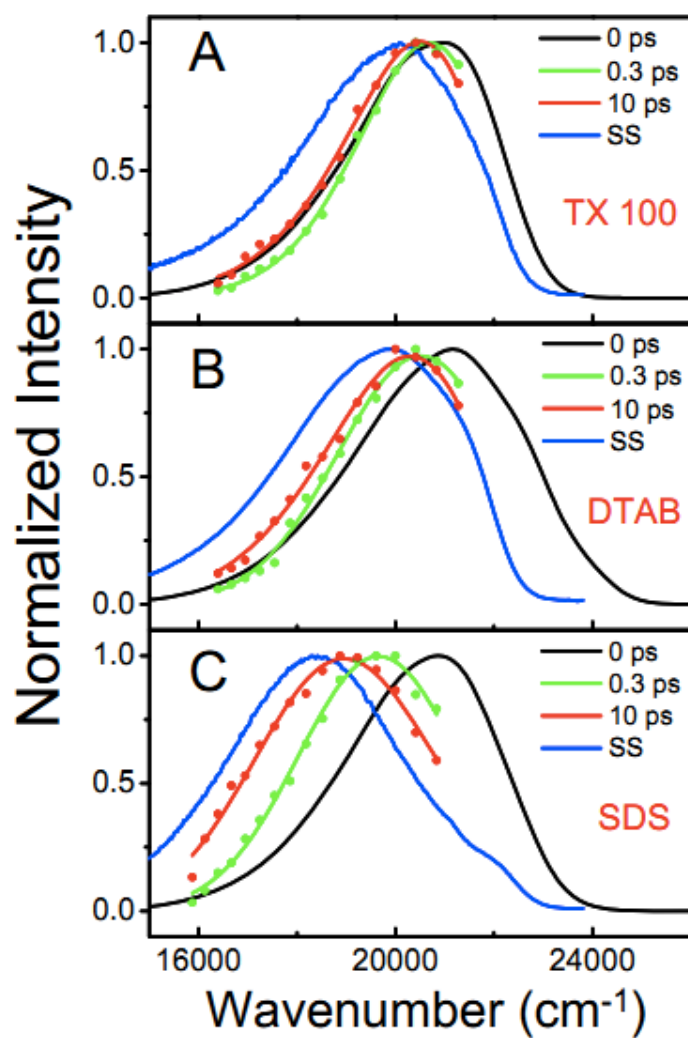 Normalized Intensity
A
1.0
0.5
0.0
0 ps
0.3 ps
10 ps
SS
TX 100
B
1.0
0.5
0.0
0 ps
0.3 ps
10 ps
SS
DTAB
C
1.0
0.5
0.0
0 ps
0.3 ps
10 ps
SS
SDS
16000 20000 24000
Wavenumber (cm⁻¹)